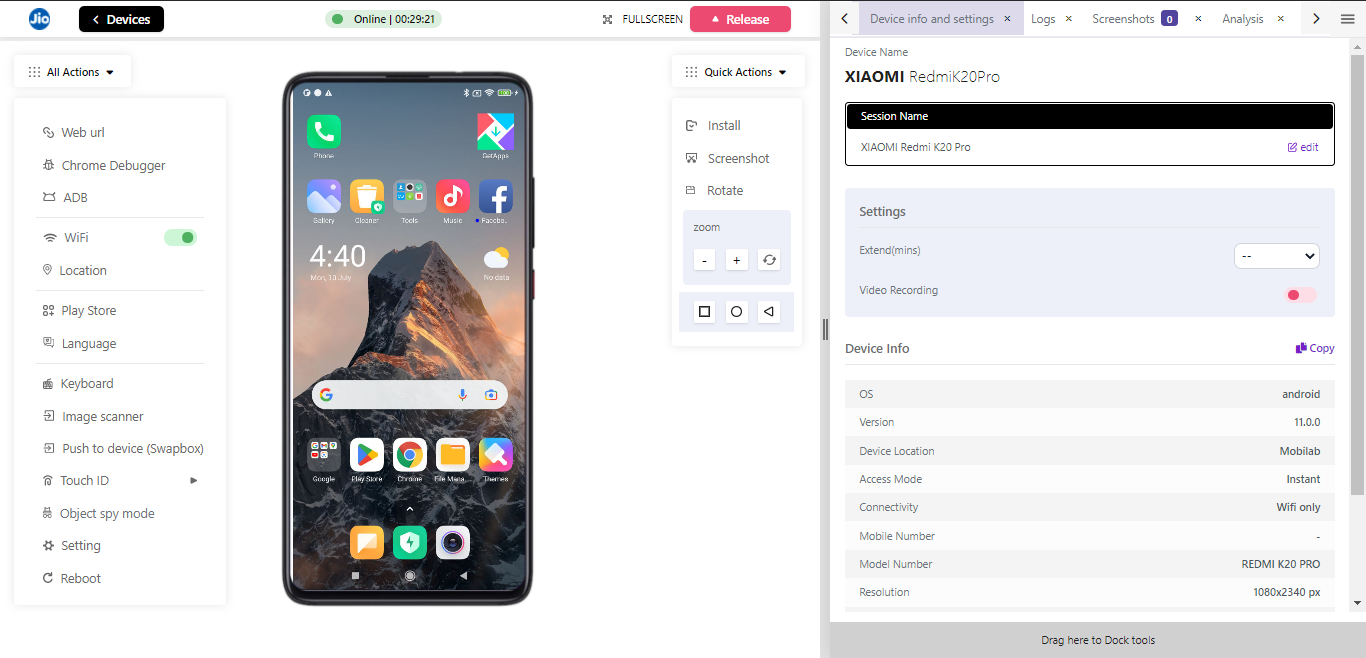 Jio
Devices
Online | 00:29:21
FULLSCREEN
Release
All Actions
Web url
Chrome Debugger
ADB
WiFi
Location
Play Store
Language
Keyboard
Image scanner
Push to device (Swapbox)
Touch ID
Object spy mode
Setting
Reboot
Phone
GetApps
Gallery
Cleaner
Tools
Music
Facebo..
4:40
Mon, 10 July
No data
Google
Play Store
Chrome
File Mana..
Themes
Quick Actions
Install
Screenshot
Rotate
zoom
-
+
Device info and settings ×
Logs ×
Screenshots 0 ×
Analysis ×
Device Name
XIAOMI RedmiK20Pro
Session Name
XIAOMI Redmi K20 Pro
edit
Settings
Extend(mins)
--
Video Recording
Device Info
Copy
OS android
Version 11.0.0
Device Location Mobilab
Access Mode Instant
Connectivity Wifi only
Mobile Number -
Model Number REDMI K20 PRO
Resolution 1080x2340 px
Drag here to Dock tools